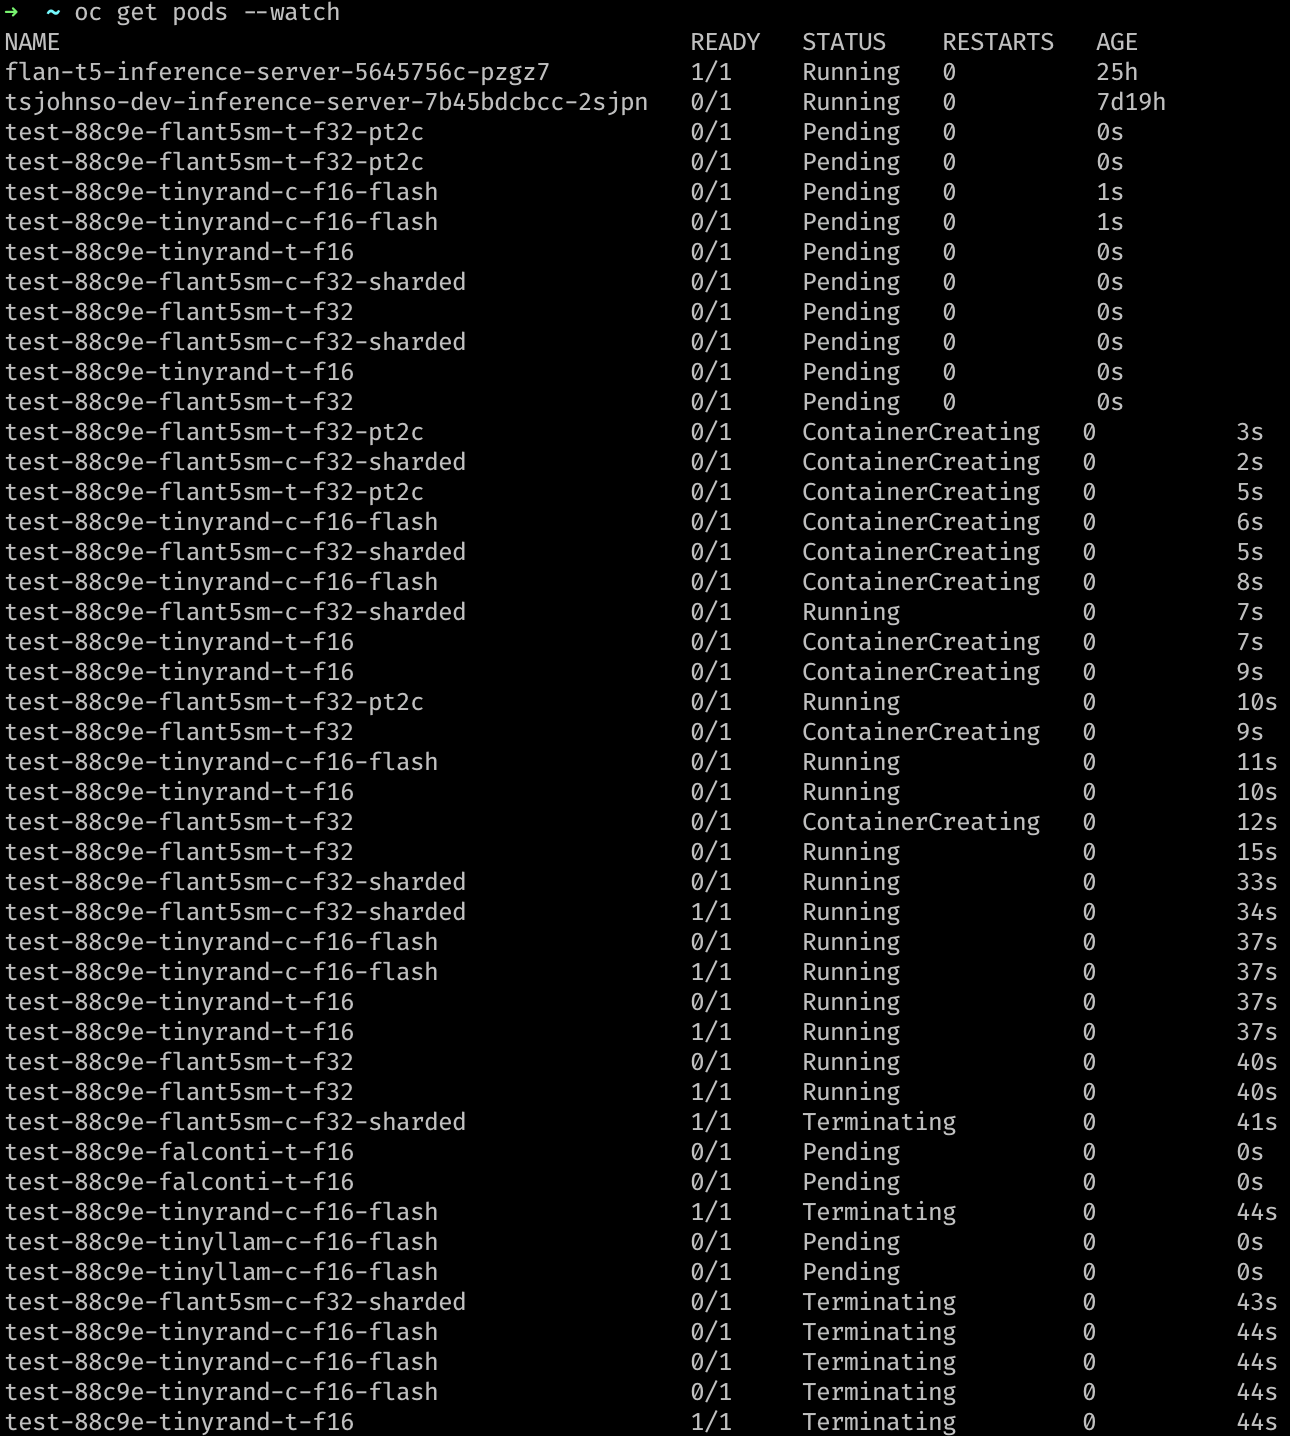 → ~ oc get pods --watch
NAME READY STATUS RESTARTS AGE
flan-t5-inference-server-5645756c-pzgz7 1/1 Running 0 25h
tsjohnso-dev-inference-server-7b45bdcbcc-2sjpn 0/1 Running 0 7d19h
test-88c9e-flant5sm-t-f32-pt2c 0/1 Pending 0 0s
test-88c9e-flant5sm-t-f32-pt2c 0/1 Pending 0 0s
test-88c9e-tinyrand-c-f16-flash 0/1 Pending 0 1s
test-88c9e-tinyrand-c-f16-flash 0/1 Pending 0 1s
test-88c9e-tinyrand-t-f16 0/1 Pending 0 0s
test-88c9e-flant5sm-c-f32-sharded 0/1 Pending 0 0s
test-88c9e-flant5sm-t-f32 0/1 Pending 0 0s
test-88c9e-flant5sm-c-f32-sharded 0/1 Pending 0 0s
test-88c9e-tinyrand-t-f16 0/1 Pending 0 0s
test-88c9e-flant5sm-t-f32 0/1 Pending 0 0s
test-88c9e-flant5sm-t-f32-pt2c 0/1 ContainerCreating 0 3s
test-88c9e-flant5sm-c-f32-sharded 0/1 ContainerCreating 0 2s
test-88c9e-flant5sm-t-f32-pt2c 0/1 ContainerCreating 0 5s
test-88c9e-tinyrand-c-f16-flash 0/1 ContainerCreating 0 6s
test-88c9e-flant5sm-c-f32-sharded 0/1 ContainerCreating 0 5s
test-88c9e-tinyrand-c-f16-flash 0/1 ContainerCreating 0 8s
test-88c9e-flant5sm-c-f32-sharded 0/1 Running 0 7s
test-88c9e-tinyrand-t-f16 0/1 ContainerCreating 0 7s
test-88c9e-tinyrand-t-f16 0/1 ContainerCreating 0 9s
test-88c9e-flant5sm-t-f32-pt2c 0/1 Running 0 10s
test-88c9e-flant5sm-t-f32 0/1 ContainerCreating 0 9s
test-88c9e-tinyrand-c-f16-flash 0/1 Running 0 11s
test-88c9e-tinyrand-t-f16 0/1 Running 0 10s
test-88c9e-flant5sm-t-f32 0/1 ContainerCreating 0 12s
test-88c9e-flant5sm-t-f32 0/1 Running 0 15s
test-88c9e-flant5sm-c-f32-sharded 0/1 Running 0 33s
test-88c9e-flant5sm-c-f32-sharded 1/1 Running 0 34s
test-88c9e-tinyrand-c-f16-flash 0/1 Running 0 37s
test-88c9e-tinyrand-c-f16-flash 1/1 Running 0 37s
test-88c9e-tinyrand-t-f16 0/1 Running 0 37s
test-88c9e-tinyrand-t-f16 1/1 Running 0 37s
test-88c9e-flant5sm-t-f32 0/1 Running 0 40s
test-88c9e-flant5sm-t-f32 1/1 Running 0 40s
test-88c9e-flant5sm-c-f32-sharded 1/1 Terminating 0 41s
test-88c9e-falconti-t-f16 0/1 Pending 0 0s
test-88c9e-falconti-t-f16 0/1 Pending 0 0s
test-88c9e-tinyrand-c-f16-flash 1/1 Terminating 0 44s
test-88c9e-tinyllam-c-f16-flash 0/1 Pending 0 0s
test-88c9e-tinyllam-c-f16-flash 0/1 Pending 0 0s
test-88c9e-flant5sm-c-f32-sharded 0/1 Terminating 0 43s
test-88c9e-tinyrand-c-f16-flash 0/1 Terminating 0 44s
test-88c9e-tinyrand-c-f16-flash 0/1 Terminating 0 44s
test-88c9e-tinyrand-c-f16-flash 0/1 Terminating 0 44s
test-88c9e-tinyrand-t-f16 1/1 Terminating 0 44s